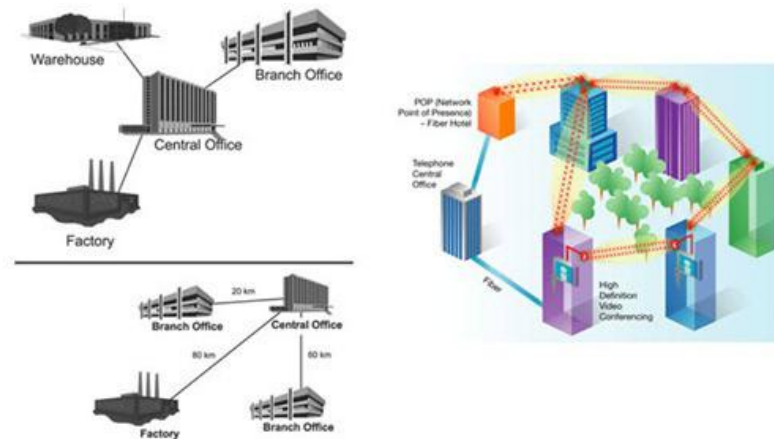 Warehouse
Branch Office
Central Office
Factory
20 km
Branch Office
Central Office
80 km
60 km
Factory
Branch Office
POP (Network
Point of Presence)
– Fiber Hotel
Telephone
Central
Office
Fiber
High
Definition
Video
Conferencing